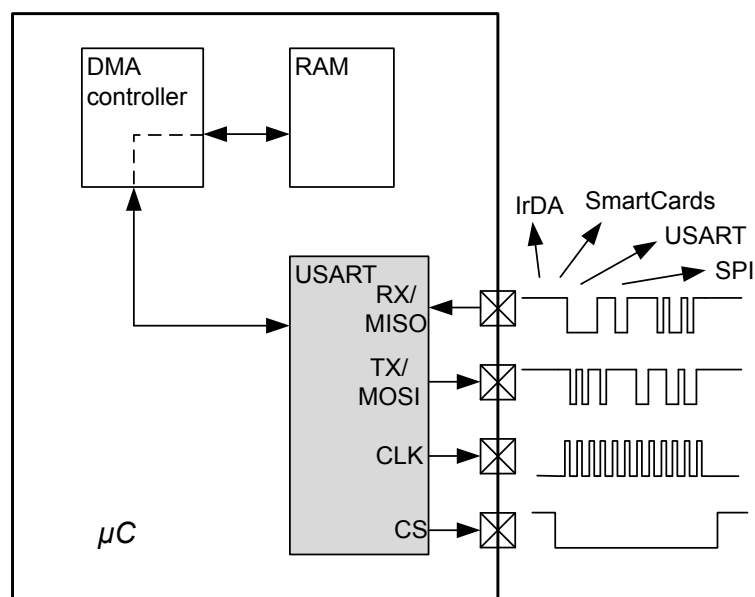 DMA
controller
RAM
IrDA
SmartCards
USART
SPI
USART
RX/
MISO
TX/
MOSI
CLK
CS
µC